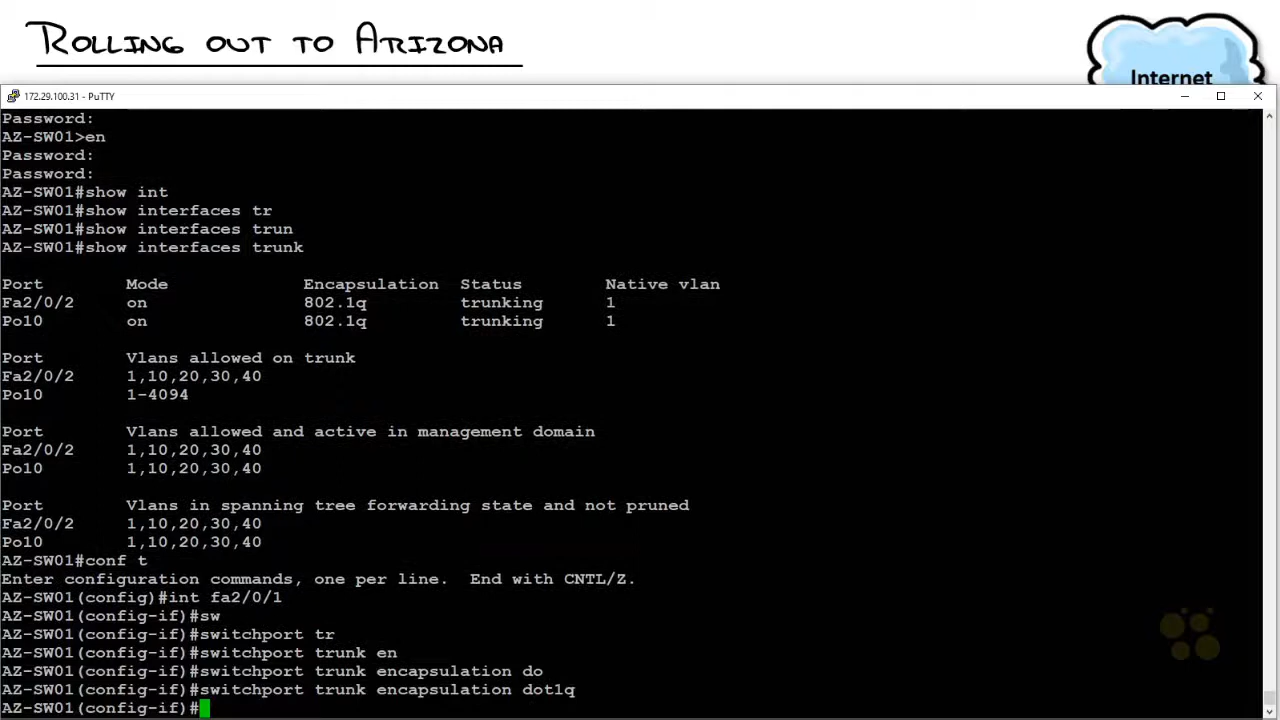 Rolling out to Arizona
Internet
172.29.100.31 - PuTTY
Password:
AZ-SW01>en
Password:
Password:
AZ-SW01#show int
AZ-SW01#show interfaces tr
AZ-SW01#show interfaces trun
AZ-SW01#show interfaces trunk
Port Mode Encapsulation Status Native vlan
Fa2/0/2 on 802.1q trunking 1
Po10 on 802.1q trunking 1
Port Vlans allowed on trunk
Fa2/0/2 1,10,20,30,40
Po10 1-4094
Port Vlans allowed and active in management domain
Fa2/0/2 1,10,20,30,40
Po10 1,10,20,30,40
Port Vlans in spanning tree forwarding state and not pruned
Fa2/0/2 1,10,20,30,40
Po10 1,10,20,30,40
AZ-SW01#conf t
Enter configuration commands, one per line.  End with CNTL/Z.
AZ-SW01(config)#int fa2/0/1
AZ-SW01(config-if)#sw
AZ-SW01(config-if)#switchport tr
AZ-SW01(config-if)#switchport trunk en
AZ-SW01(config-if)#switchport trunk encapsulation do
AZ-SW01(config-if)#switchport trunk encapsulation dot1q
AZ-SW01(config-if)#